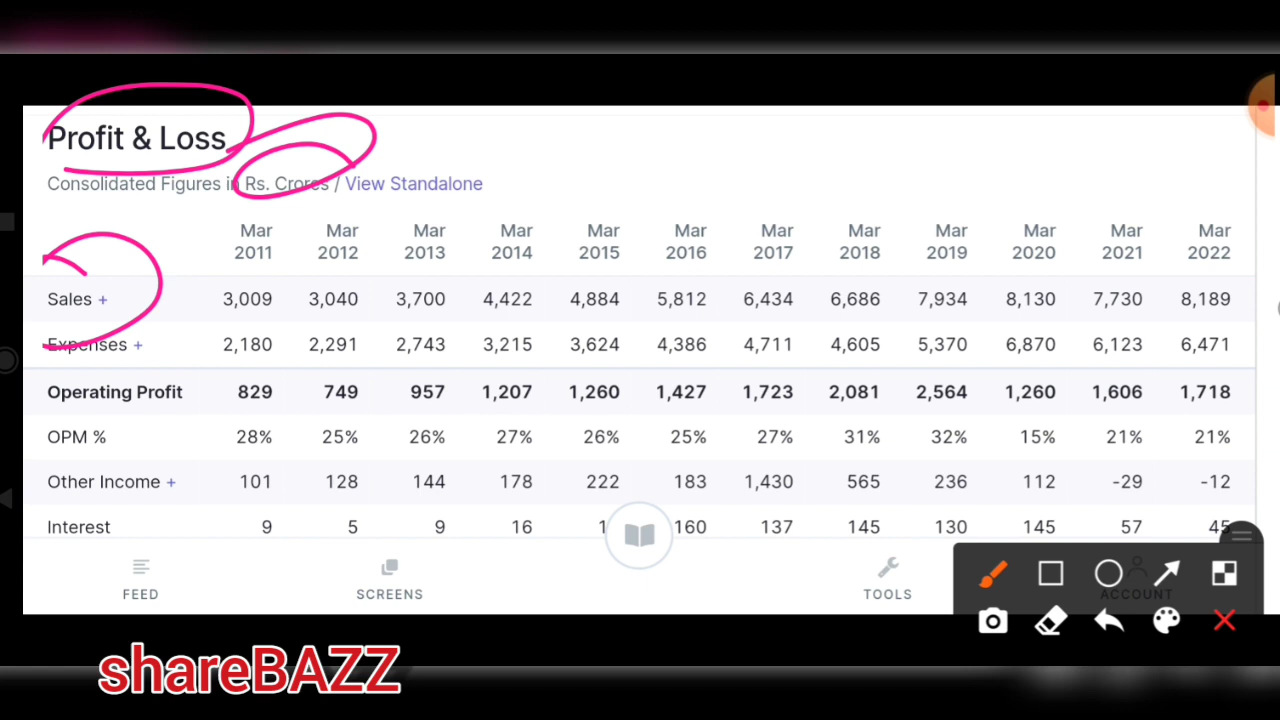 Profit & Loss
Consolidated Figures in Rs. Crores / View Standalone
Mar 2011 Mar 2012 Mar 2013 Mar 2014 Mar 2015 Mar 2016 Mar 2017 Mar 2018 Mar 2019 Mar 2020 Mar 2021 Mar 2022
Sales + 3,009 3,040 3,700 4,422 4,884 5,812 6,434 6,686 7,934 8,130 7,730 8,189
Expenses + 2,180 2,291 2,743 3,215 3,624 4,386 4,711 4,605 5,370 6,870 6,123 6,471
Operating Profit 829 749 957 1,207 1,260 1,427 1,723 2,081 2,564 1,260 1,606 1,718
OPM % 28% 25% 26% 27% 26% 25% 27% 31% 32% 15% 21% 21%
Other Income + 101 128 144 178 222 183 1,430 565 236 112 -29 -12
Interest 9 5 9 16 160 137 145 130 145 57 45
FEED SCREENS TOOLS ACCOUNT
shareBAZZ